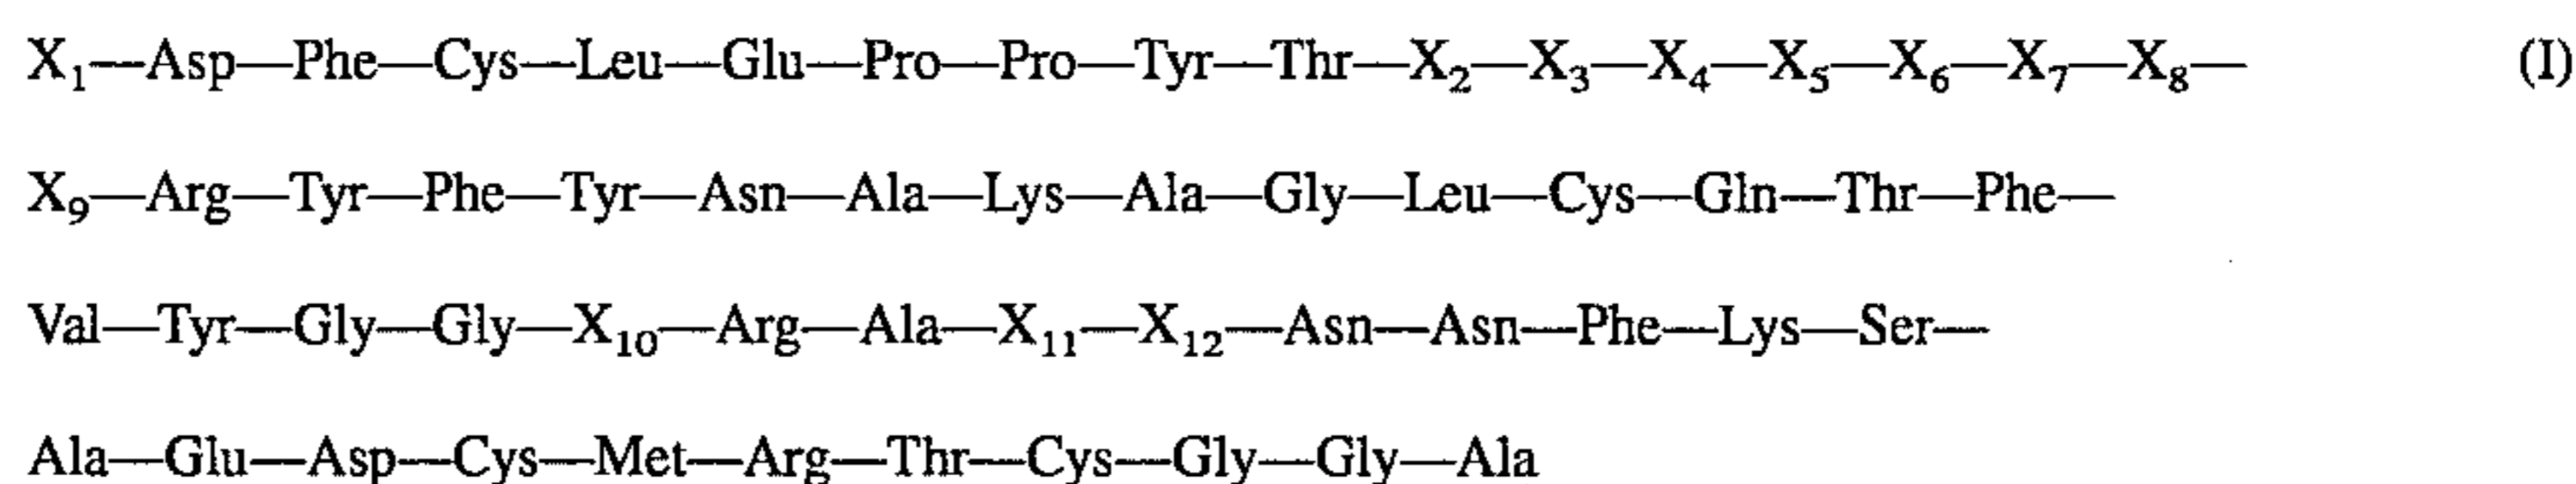 X₁—Asp—Phe—Cys—Leu—Glu—Pro—Pro—Tyr—Thr—X₂—X₃—X₄—X₅—X₆—X₇—X₈— (I)
X₉—Arg—Tyr—Phe—Tyr—Asn—Ala—Lys—Ala—Gly—Leu—Cys—Gln—Thr—Phe—
Val—Tyr—Gly—Gly—X₁₀—Arg—Ala—X₁₁—X₁₂—Asn—Asn—Phe—Lys—Ser—
Ala—Glu—Asp—Cys—Met—Arg—Thr—Cys—Gly—Gly—Ala